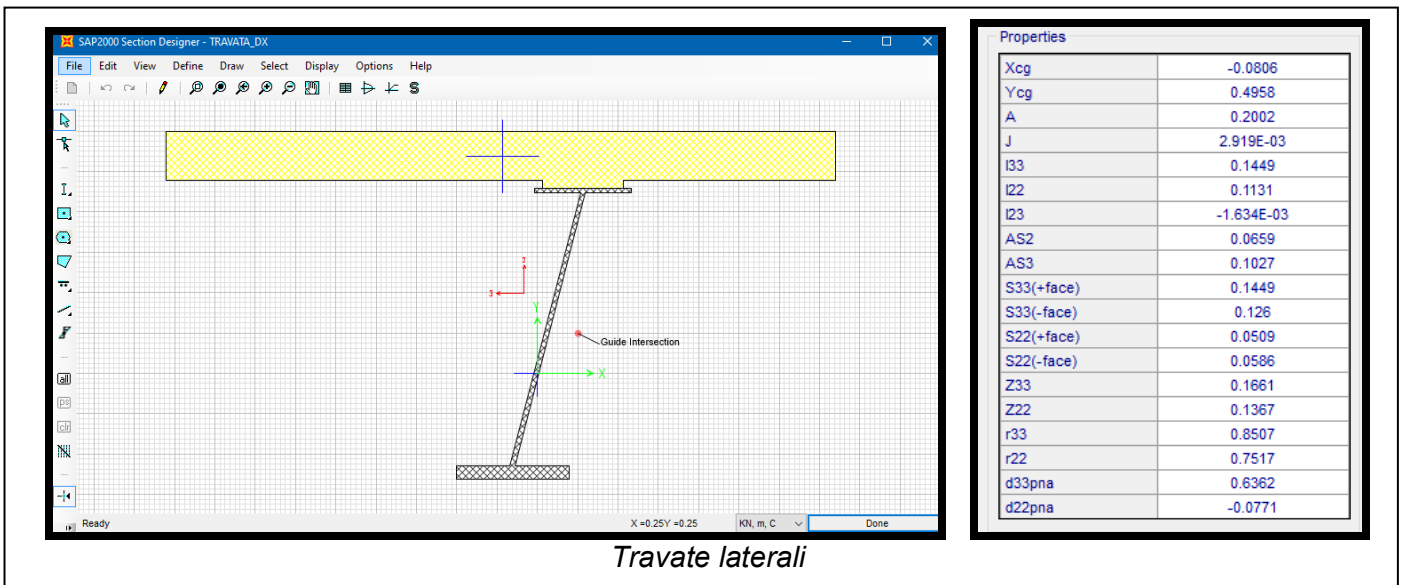 SAP2000 Section Designer - TRAVATA_DX
File Edit View Define Draw Select Display Options Help
all
ps
clr
2
3
Y
X
Guide Intersection
Ready
X =0.25Y =0.25
KN, m, C
Done
Properties
Xcg -0.0806
Ycg 0.4958
A 0.2002
J 2.919E-03
I33 0.1449
I22 0.1131
I23 -1.634E-03
AS2 0.0659
AS3 0.1027
S33(+face) 0.1449
S33(-face) 0.126
S22(+face) 0.0509
S22(-face) 0.0586
Z33 0.1661
Z22 0.1367
r33 0.8507
r22 0.7517
d33pna 0.6362
d22pna -0.0771
Travate laterali